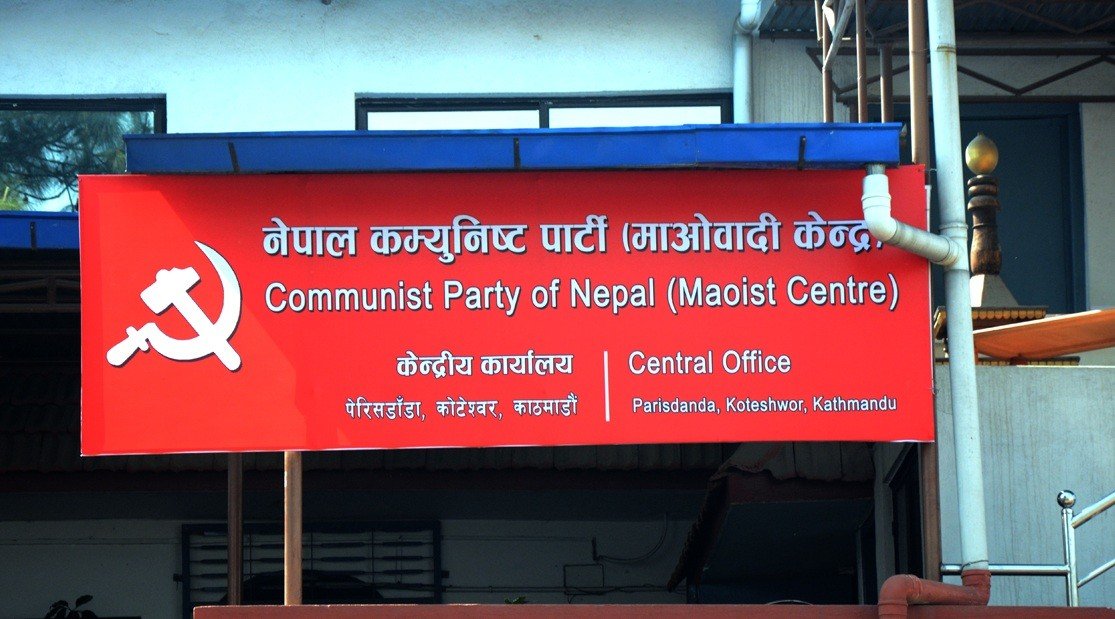 नेपाल कम्युनिष्ट पार्टी (माओवादी केन्द्र)
Communist Party of Nepal (Maoist Centre)
केन्द्रीय कार्यालय
पेरिसडाँडा, कोटेश्वर, काठमाडौं
Central Office
Parisdanda, Koteshwor, Kathmandu